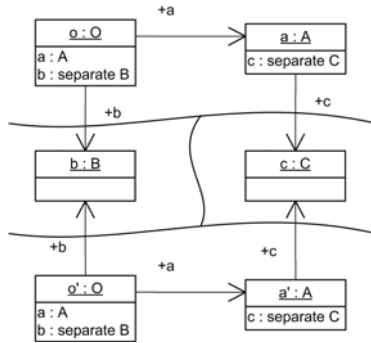 +a
o : O
a : A
a : A
b : separate B
c : separate C
+b
+c
b : B
c : C
+b
+a
+c
o' : O
a' : A
a : A
b : separate B
c : separate C